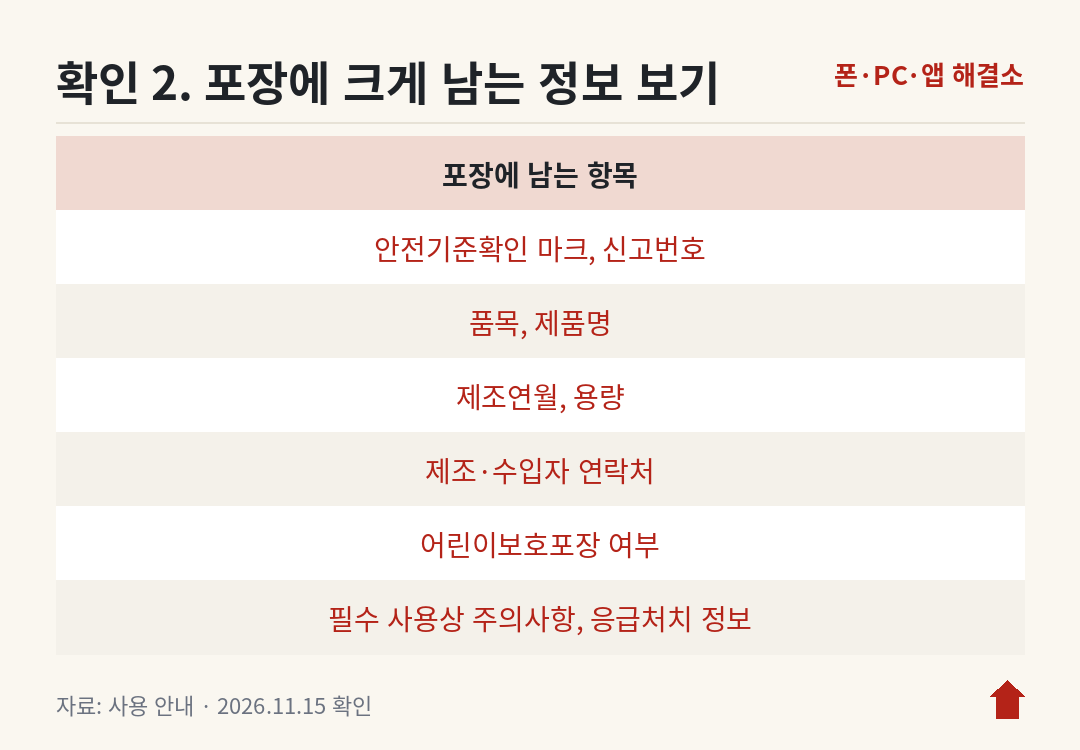 확인 2. 포장에 크게 남는 정보 보기
폰·PC·앱 해결소
포장에 남는 항목
안전기준확인 마크, 신고번호
품목, 제품명
제조연월, 용량
제조·수입자 연락처
어린이보호포장 여부
필수 사용상 주의사항, 응급처치 정보
자료: 사용 안내 · 2026.11.15 확인